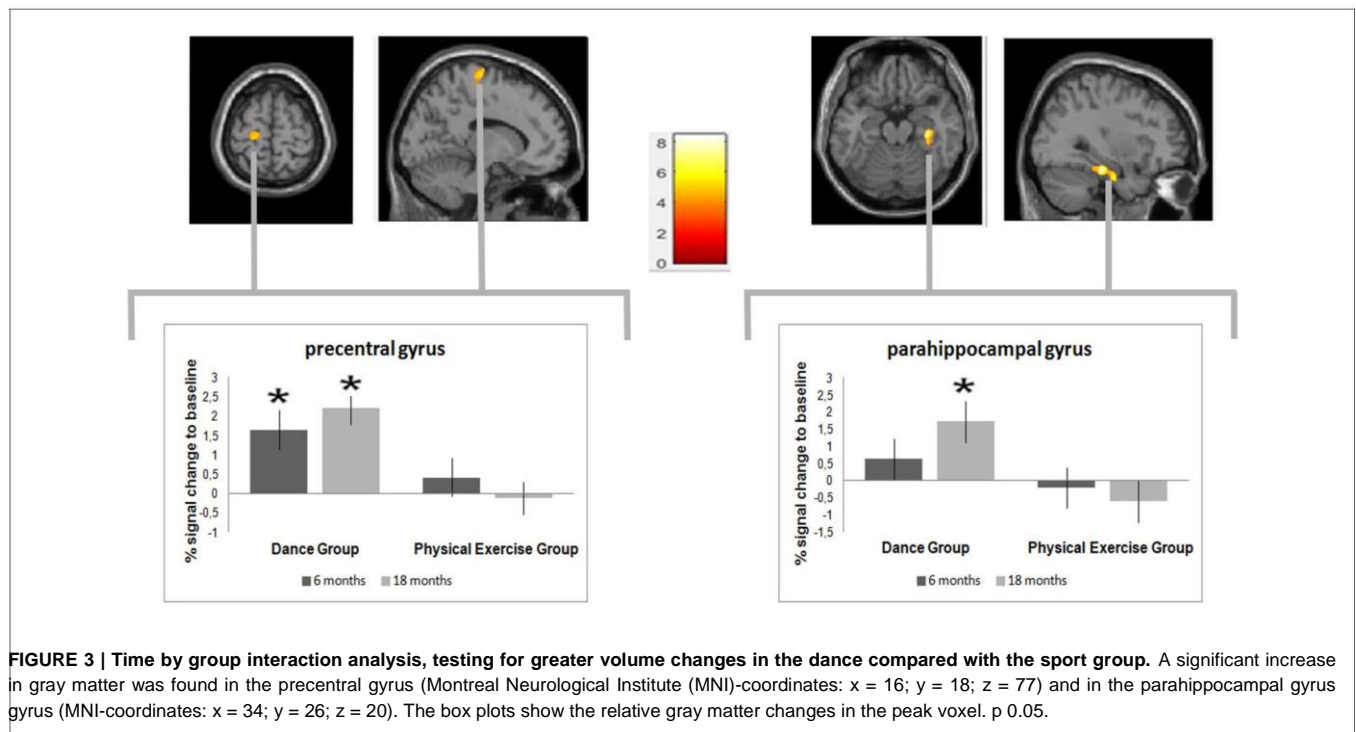 8
6
4
2
0
precentral gyrus
% signal change to baseline
3
2,5
2
1,5
1
0,5
0
-0,5
-1
*
*
Dance Group
Physical Exercise Group
6 months
18 months
parahippocampal gyrus
% signal change to baseline
3
2,5
2
1,5
1
0,5
0
-0,5
-1
-1,5
*
Dance Group
Physical Exercise Group
6 months
18 months
FIGURE 3 | Time by group interaction analysis, testing for greater volume changes in the dance compared with the sport group. A significant increase
in gray matter was found in the precentral gyrus (Montreal Neurological Institute (MNI)-coordinates: x = 16; y = 18; z = 77) and in the parahippocampal gyrus
gyrus (MNI-coordinates: x = 34; y = 26; z = 20). The box plots show the relative gray matter changes in the peak voxel. p 0.05.